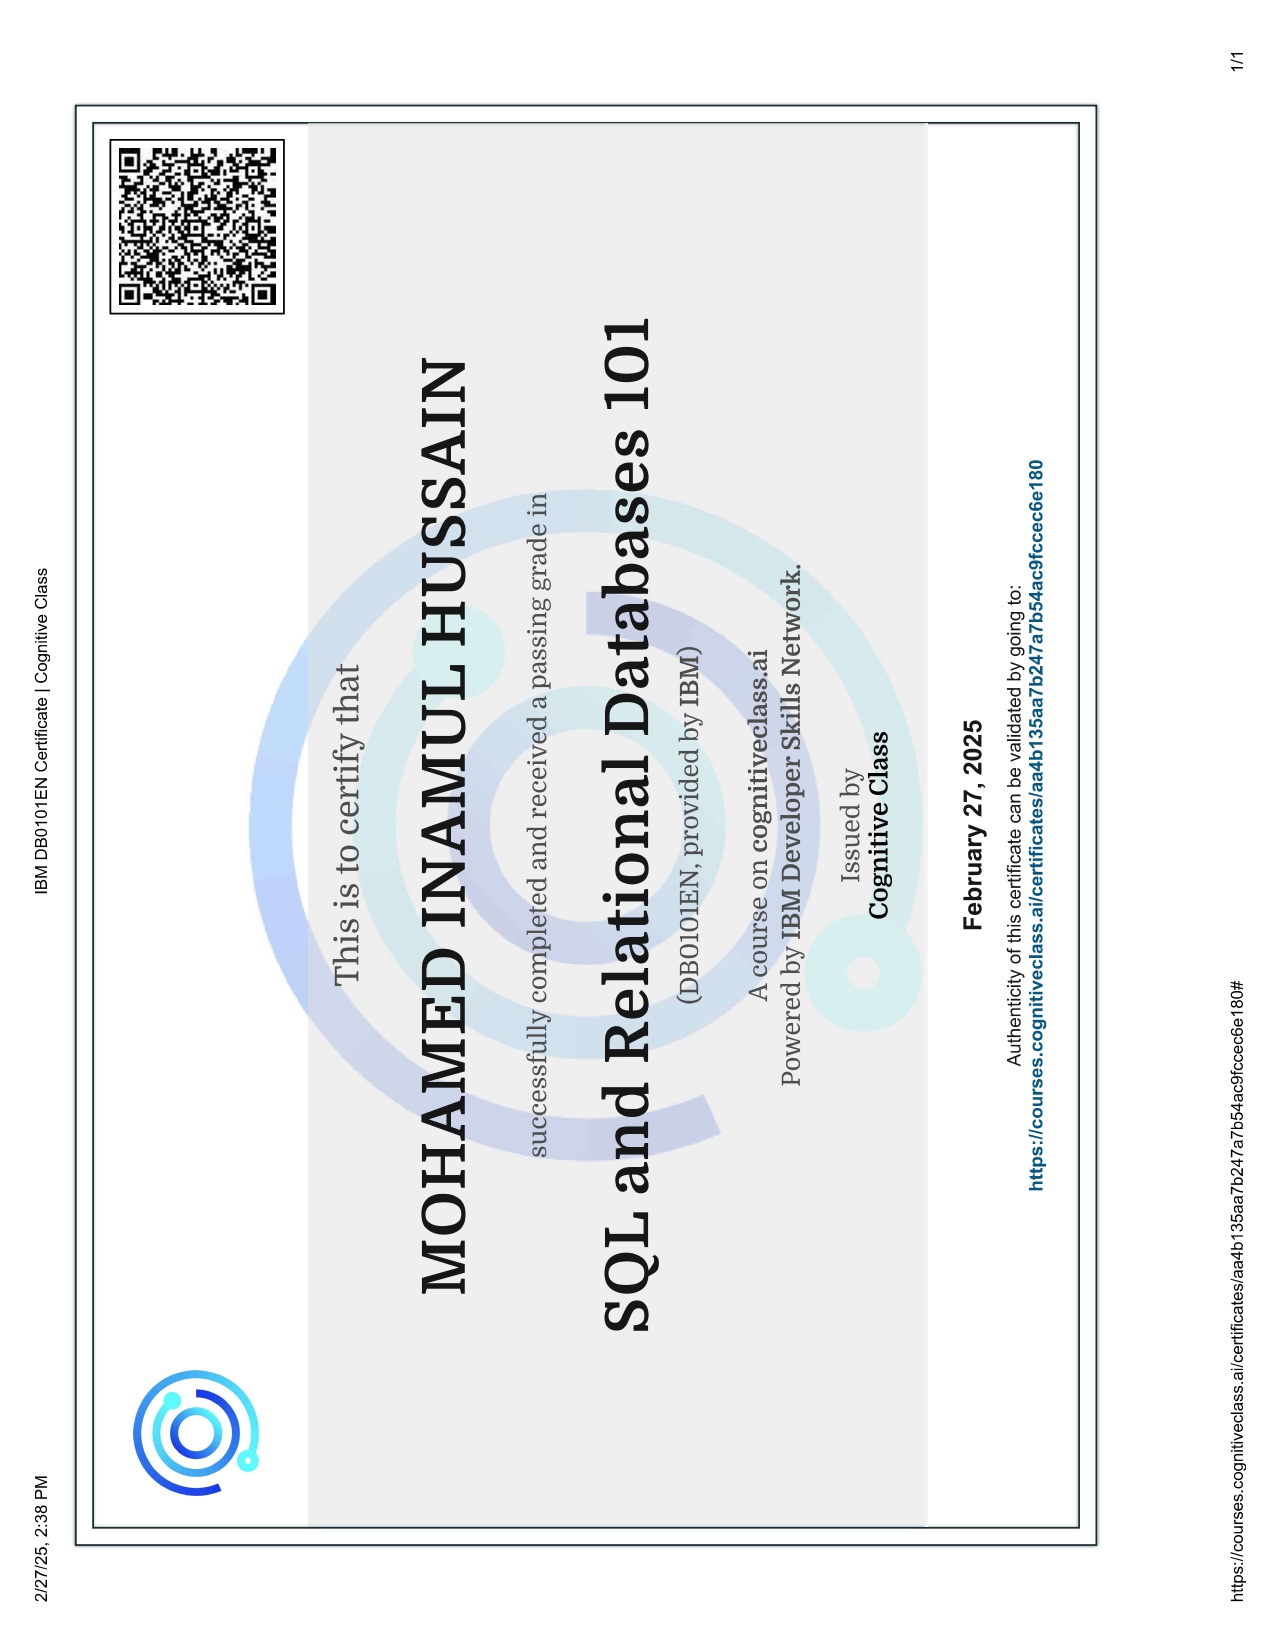 2/27/25, 2:38 PM
IBM DB0101EN Certificate | Cognitive Class
This is to certify that
MOHAMED INAMUL HUSSAIN
successfully completed and received a passing grade in
SQL and Relational Databases 101
(DB0101EN, provided by IBM)
A course on cognitiveclass.ai
Powered by IBM Developer Skills Network.
Issued by
Cognitive Class
February 27, 2025
Authenticity of this certificate can be validated by going to:
https://courses.cognitiveclass.ai/certificates/aa4b135aa7b247a7b54ac9fccec6e180
https://courses.cognitiveclass.ai/certificates/aa4b135aa7b247a7b54ac9fccec6e180#
1/1